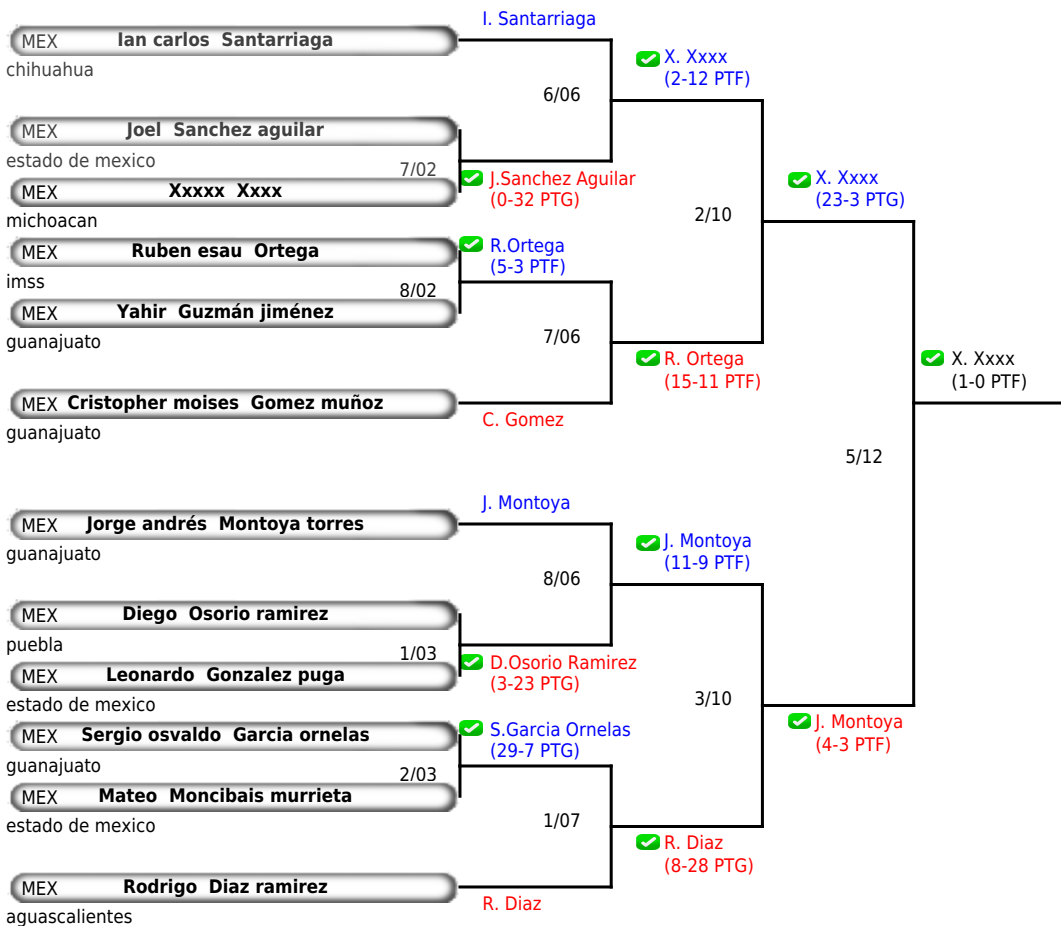 I. Santarriaga
MEX Ian carlos Santarriaga
chihuahua
X. Xxxx
(2-12 PTF)
6/06
MEX Joel Sanchez aguilar
estado de mexico
7/02
J.Sanchez Aguilar
(0-32 PTG)
MEX Xxxxx Xxxx
michoacan
X. Xxxx
(23-3 PTG)
2/10
MEX Ruben esau Ortega
imss
R.Ortega
(5-3 PTF)
8/02
MEX Yahir Guzmán jiménez
guanajuato
7/06
R. Ortega
(15-11 PTF)
X. Xxxx
(1-0 PTF)
MEX Cristopher moises Gomez muñoz
guanajuato
C. Gomez
5/12
J. Montoya
MEX Jorge andrés Montoya torres
guanajuato
J. Montoya
(11-9 PTF)
8/06
MEX Diego Osorio ramirez
puebla
1/03
D.Osorio Ramirez
(3-23 PTG)
MEX Leonardo Gonzalez puga
estado de mexico
3/10
J. Montoya
(4-3 PTF)
MEX Sergio osvaldo Garcia ornelas
guanajuato
S.Garcia Ornelas
(29-7 PTG)
2/03
MEX Mateo Moncibais murrieta
estado de mexico
1/07
R. Diaz
(8-28 PTG)
MEX Rodrigo Diaz ramirez
aguascalientes
R. Diaz